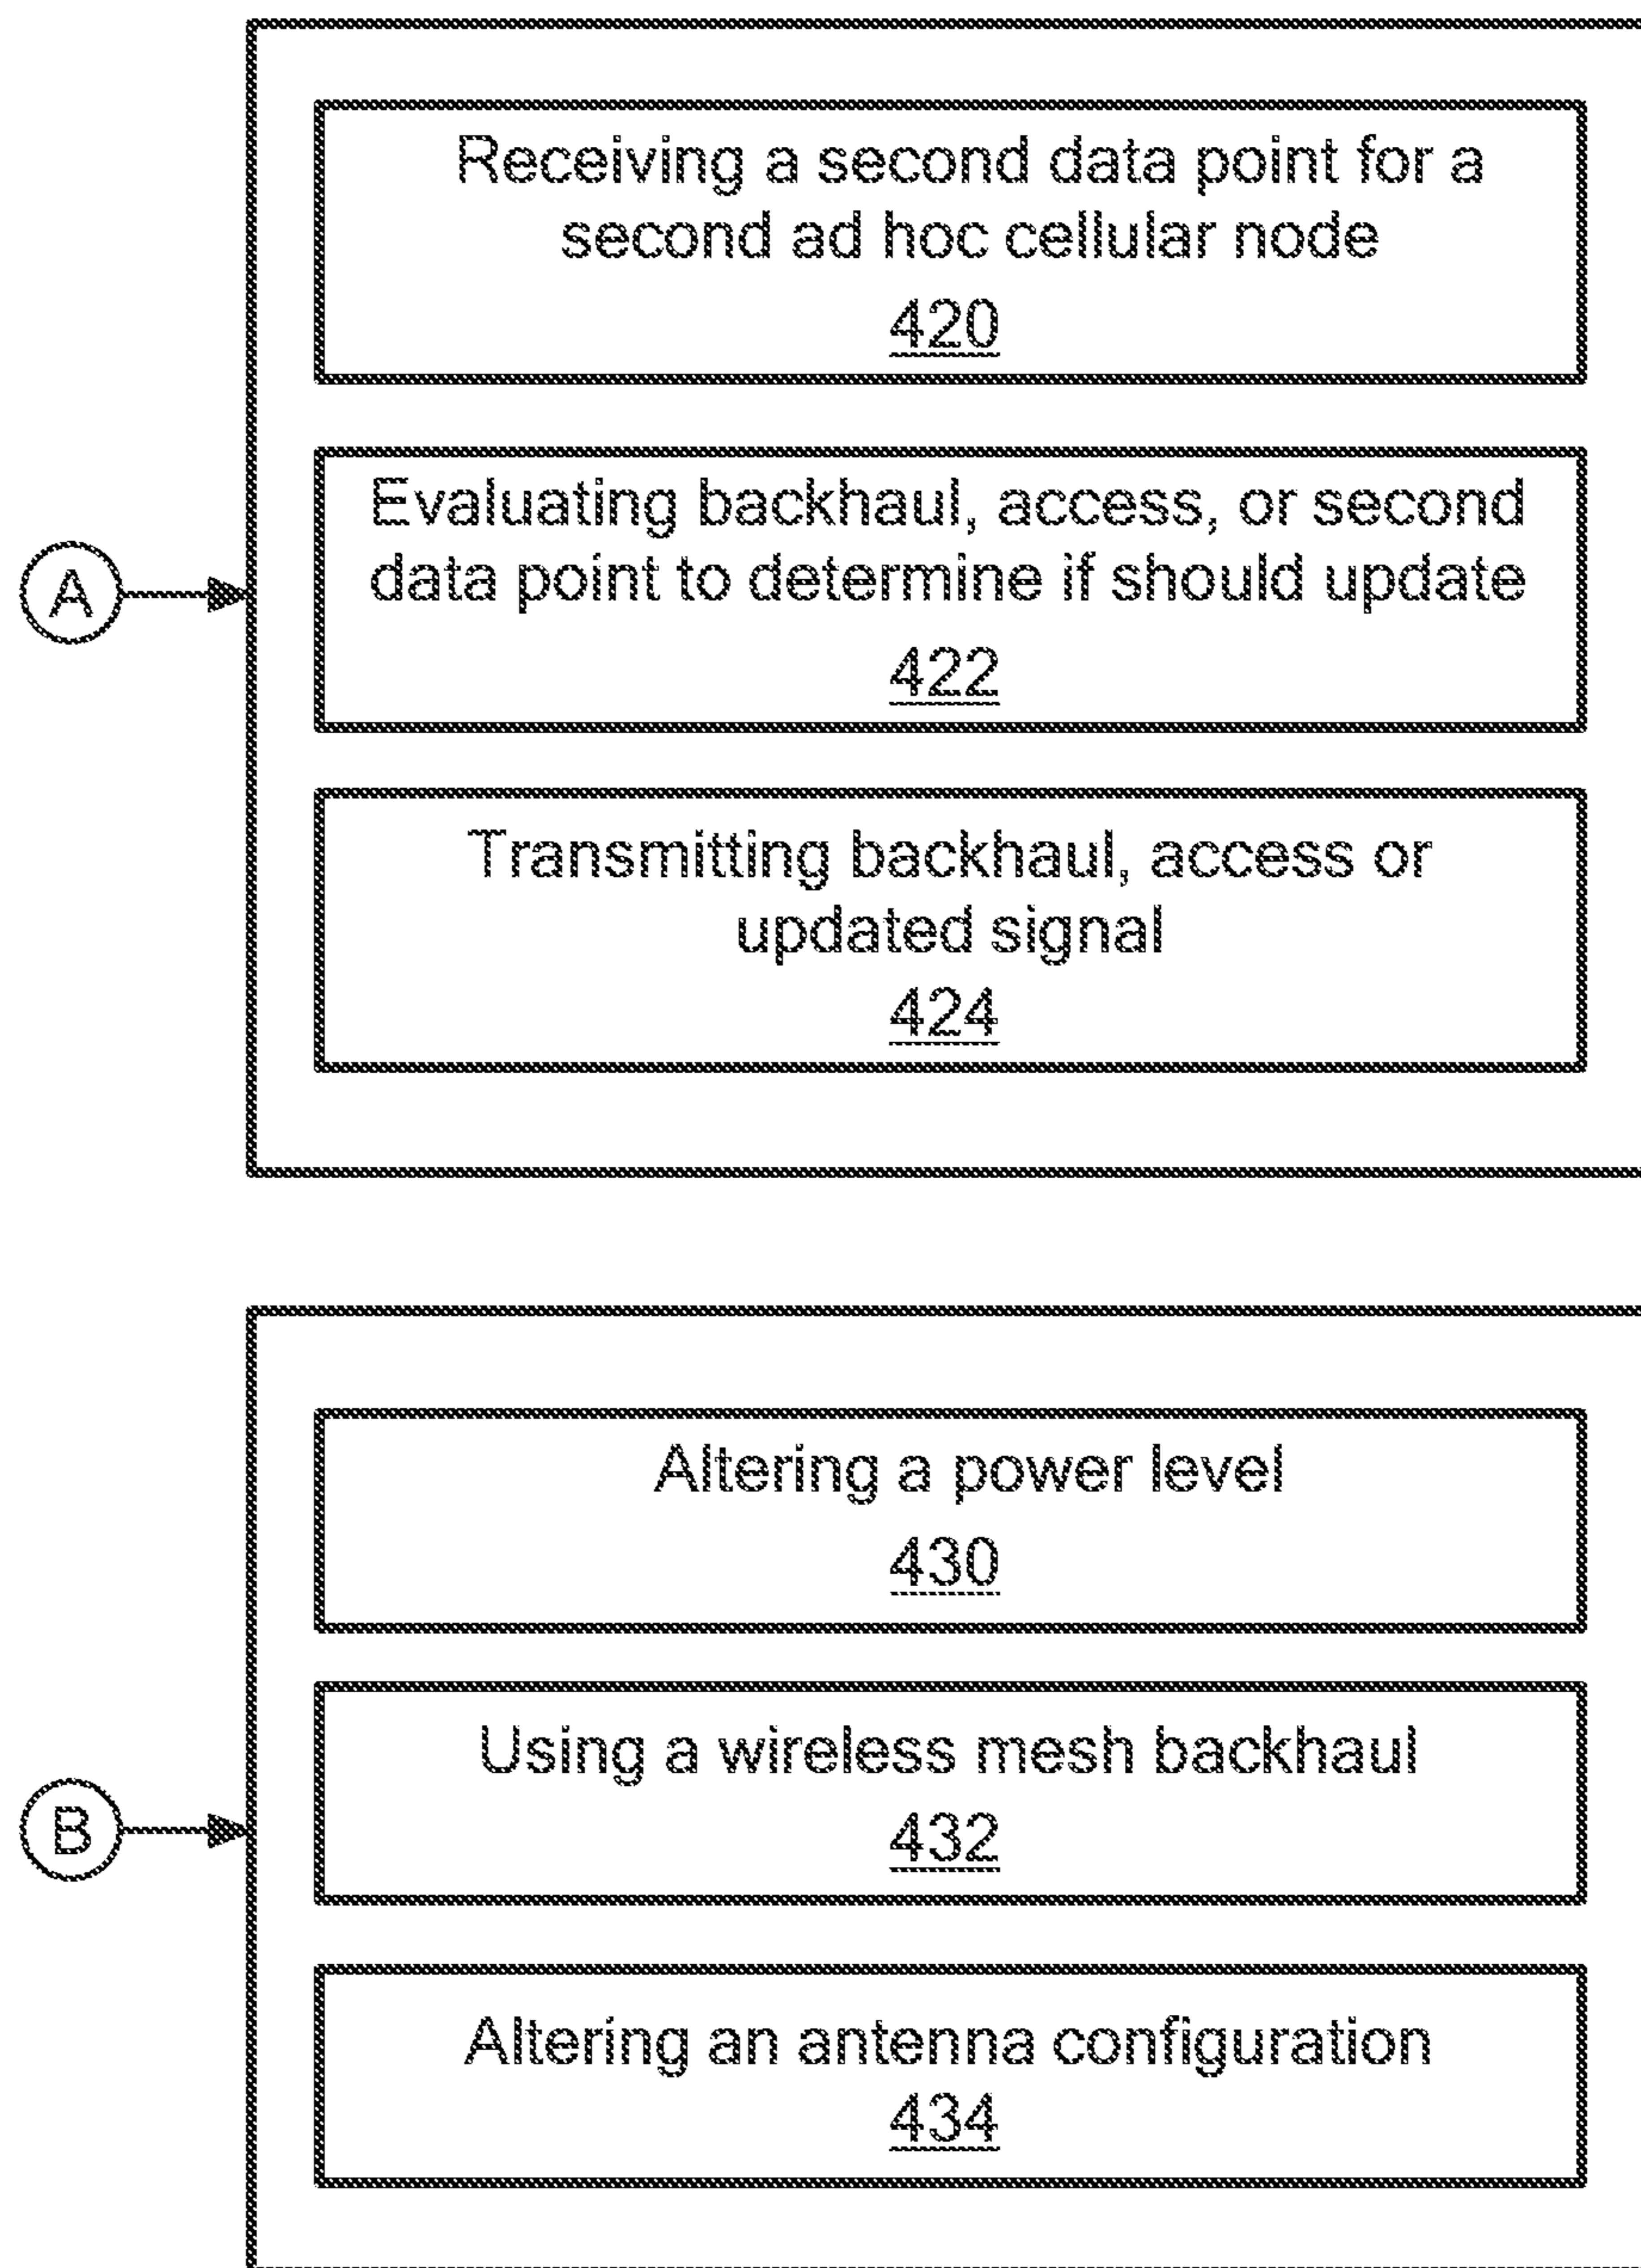 Receiving a second data point for a
second ad hoc cellular node
420
Evaluating backhaul, access, or second
data point to determine if should update
422
A
Transmitting backhaul, access or
updated signal
424
Altering a power level
430
Using a wireless mesh backhaul
432
B
Altering an antenna configuration
434